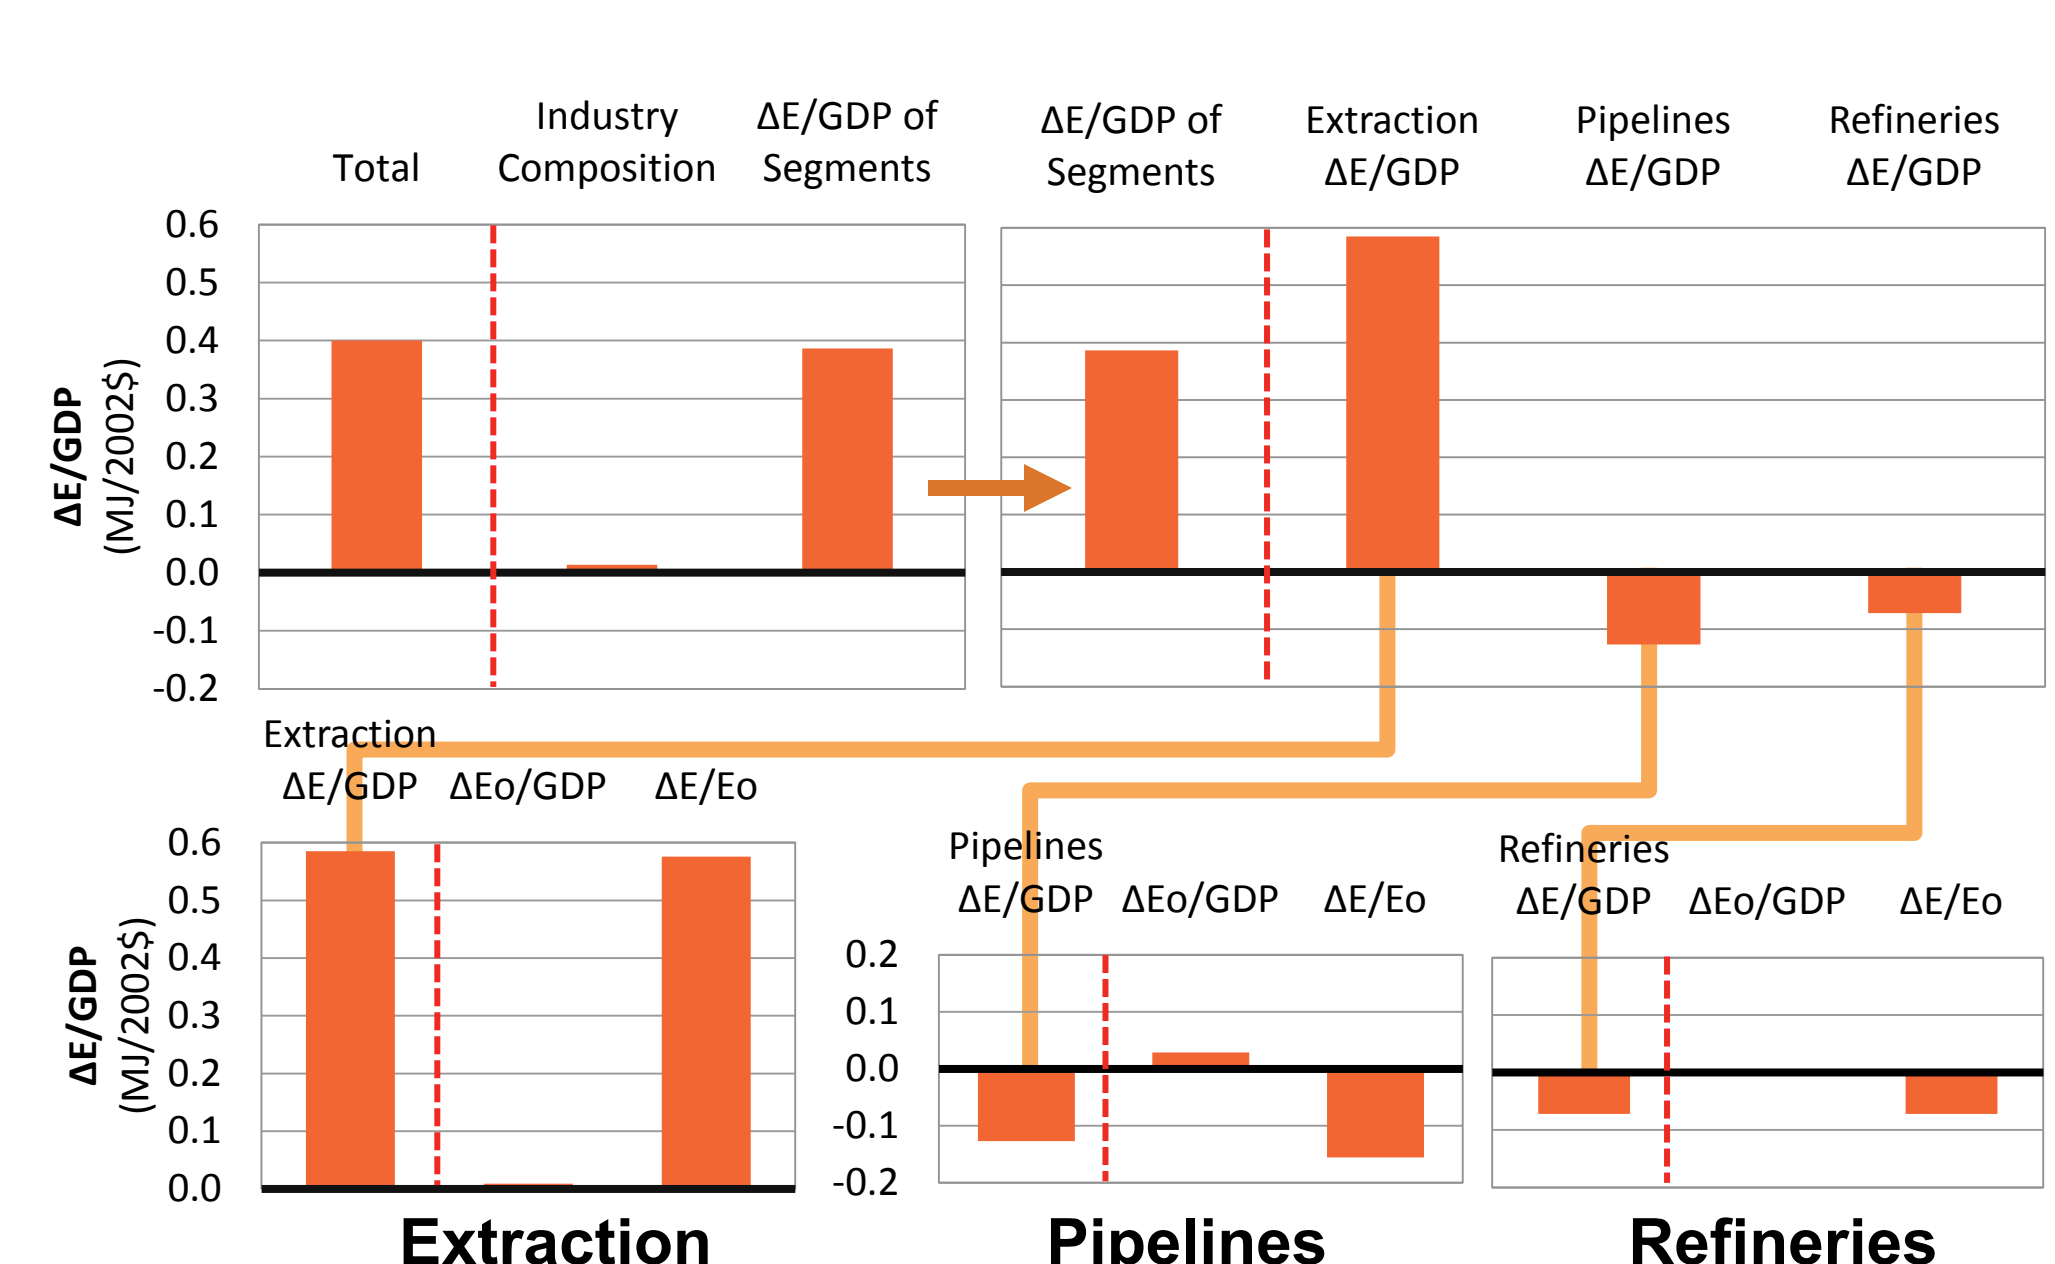 Total
Industry
Composition
ΔE/GDP of
Segments
ΔE/GDP of
Segments
Extraction
ΔE/GDP
Pipelines
ΔE/GDP
Refineries
ΔE/GDP
ΔE/GDP
(MJ/2002$)
0.6
0.5
0.4
0.3
0.2
0.1
0.0
-0.1
-0.2
Extraction
ΔE/GDP ΔEo/GDP ΔE/Eo
ΔE/GDP
(MJ/2002$)
0.6
0.5
0.4
0.3
0.2
0.1
0.0
Extraction
Pipelines
ΔE/GDP ΔEo/GDP ΔE/Eo
0.2
0.1
0.0
-0.1
-0.2
Pipelines
Refineries
ΔE/GDP ΔEo/GDP ΔE/Eo
Refineries